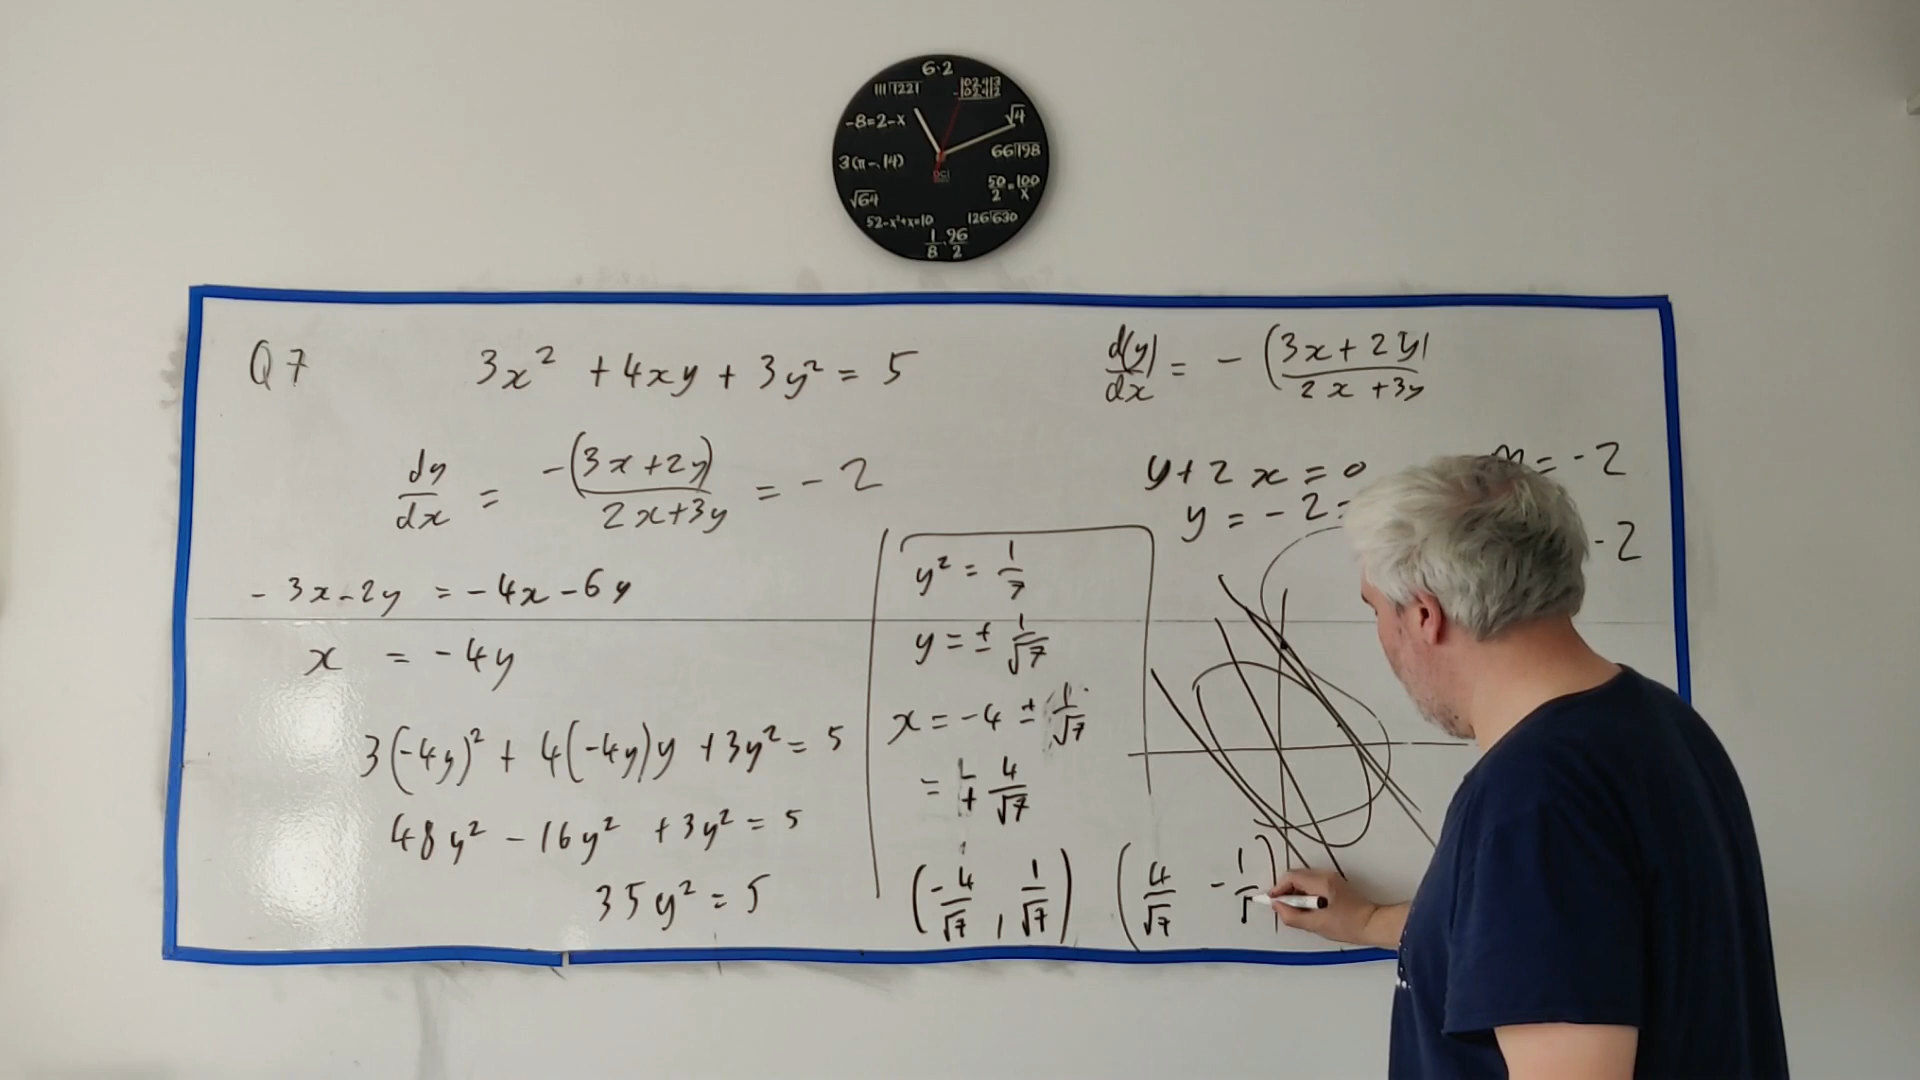 6·2
111⟌1221
102413
-102412
-8=2-x
√4
3(π-.14)
66⟌198
50/2=100/x
√64
DCI
52-x²+x=10
126⟌630
1/8·96/2
Q7 3x² + 4xy + 3y² = 5
d(y)/dx = - (3x + 2y)/2x + 3y
dy/dx = -(3x + 2y)/2x + 3y = -2
y + 2x = 0
m = -2
y = -2
-2
-3x - 2y = -4x - 6y
x = -4y
3(-4y)² + 4(-4y)y + 3y² = 5
48y² - 16y² + 3y² = 5
35y² = 5
y² = 1/7
y = ± 1/√7
x = -4 ± 1/√7
= ∓ 4/√7
(-4/√7, 1/√7) (4/√7 - 1/√